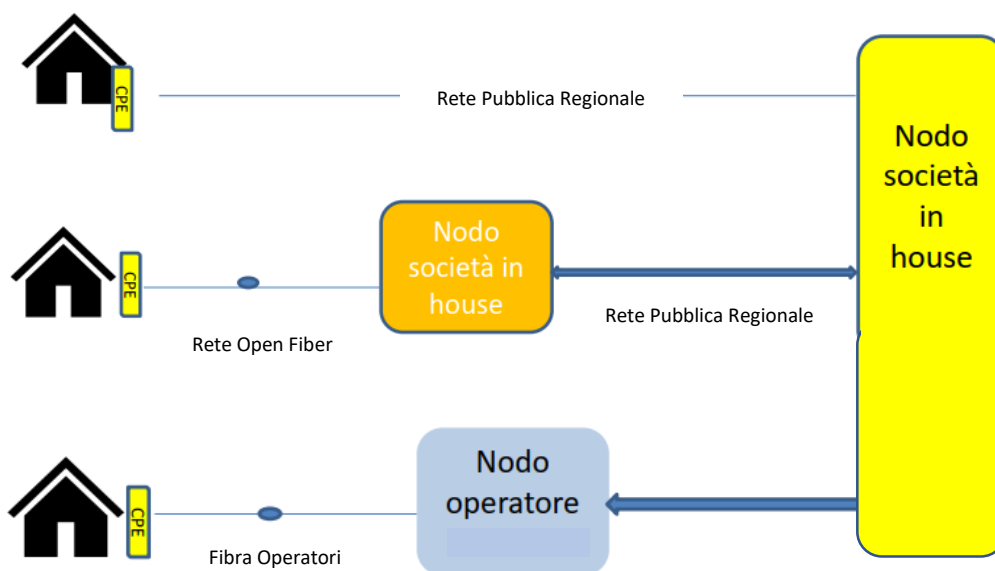 CPE
Rete Pubblica Regionale
Nodo
società
in
house
CPE
Rete Open Fiber
Nodo
società in
house
Rete Pubblica Regionale
CPE
Fibra Operatori
Nodo
operatore